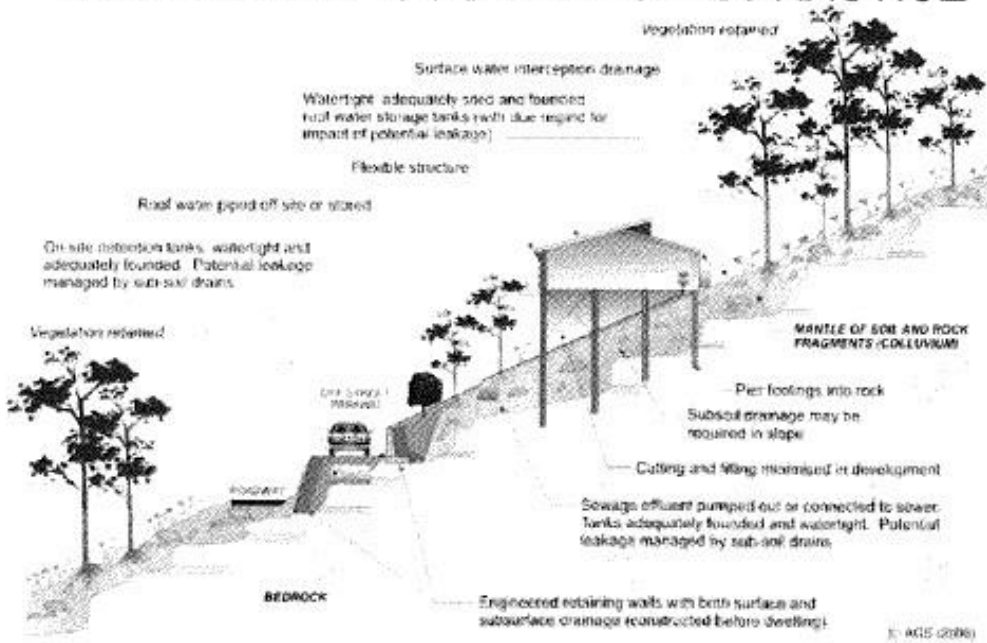 Vegetation retained
Surface water interception drainage
Watertight, adequately sited and founded
roof water storage tanks (with due regard for
impact of potential leakage)
Flexible structure
Roof water piped off site or stored
On-site detention tanks, watertight and
adequately founded. Potential leakage
managed by sub-soil drains
Vegetation retained
MANTLE OF SOIL AND ROCK
FRAGMENTS (COLLUVIUM)
Pier footings into rock
OFF STREET
PARKING
Subsoil drainage may be
required in slope
Cutting and filling minimised in development
ROADWAY
Sewage effluent pumped out or connected to sewer.
Tanks adequately founded and watertight. Potential
leakage managed by sub-soil drains
BEDROCK
Engineered retaining walls with both surface and
subsurface drainage (constructed before dwelling)
(c) AGS (2006)